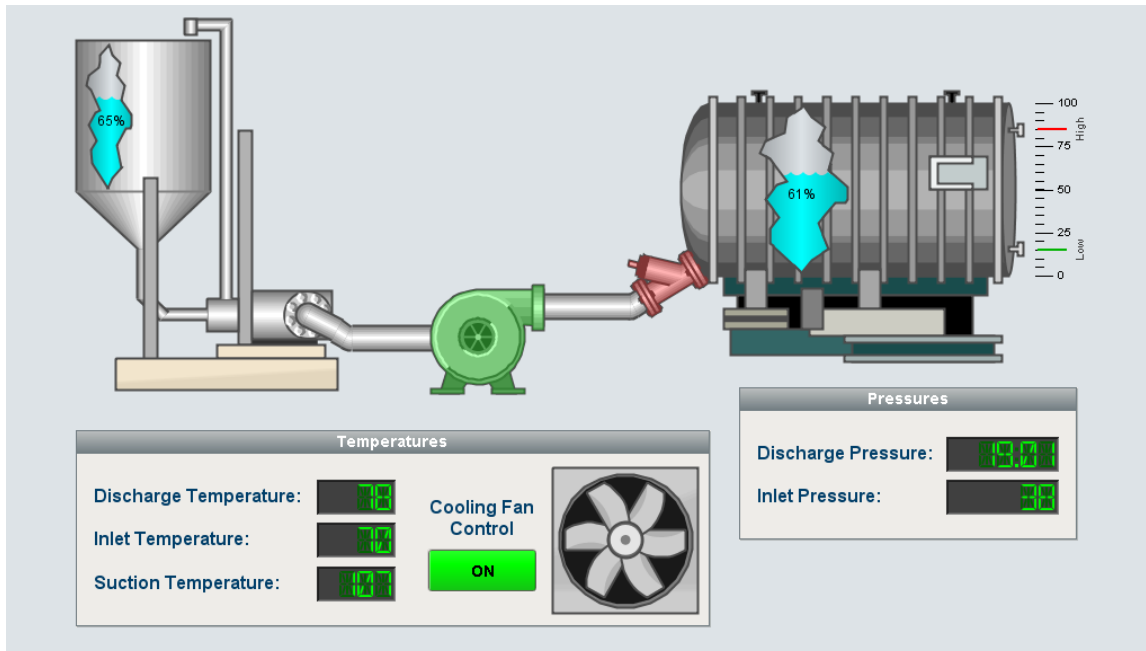 65%
61%
100
High
75
50
25
Low
0
Temperatures
Discharge Temperature: 78
Inlet Temperature: 70
Suction Temperature: 107
Cooling Fan
Control
ON
Pressures
Discharge Pressure: 19.01
Inlet Pressure: 38